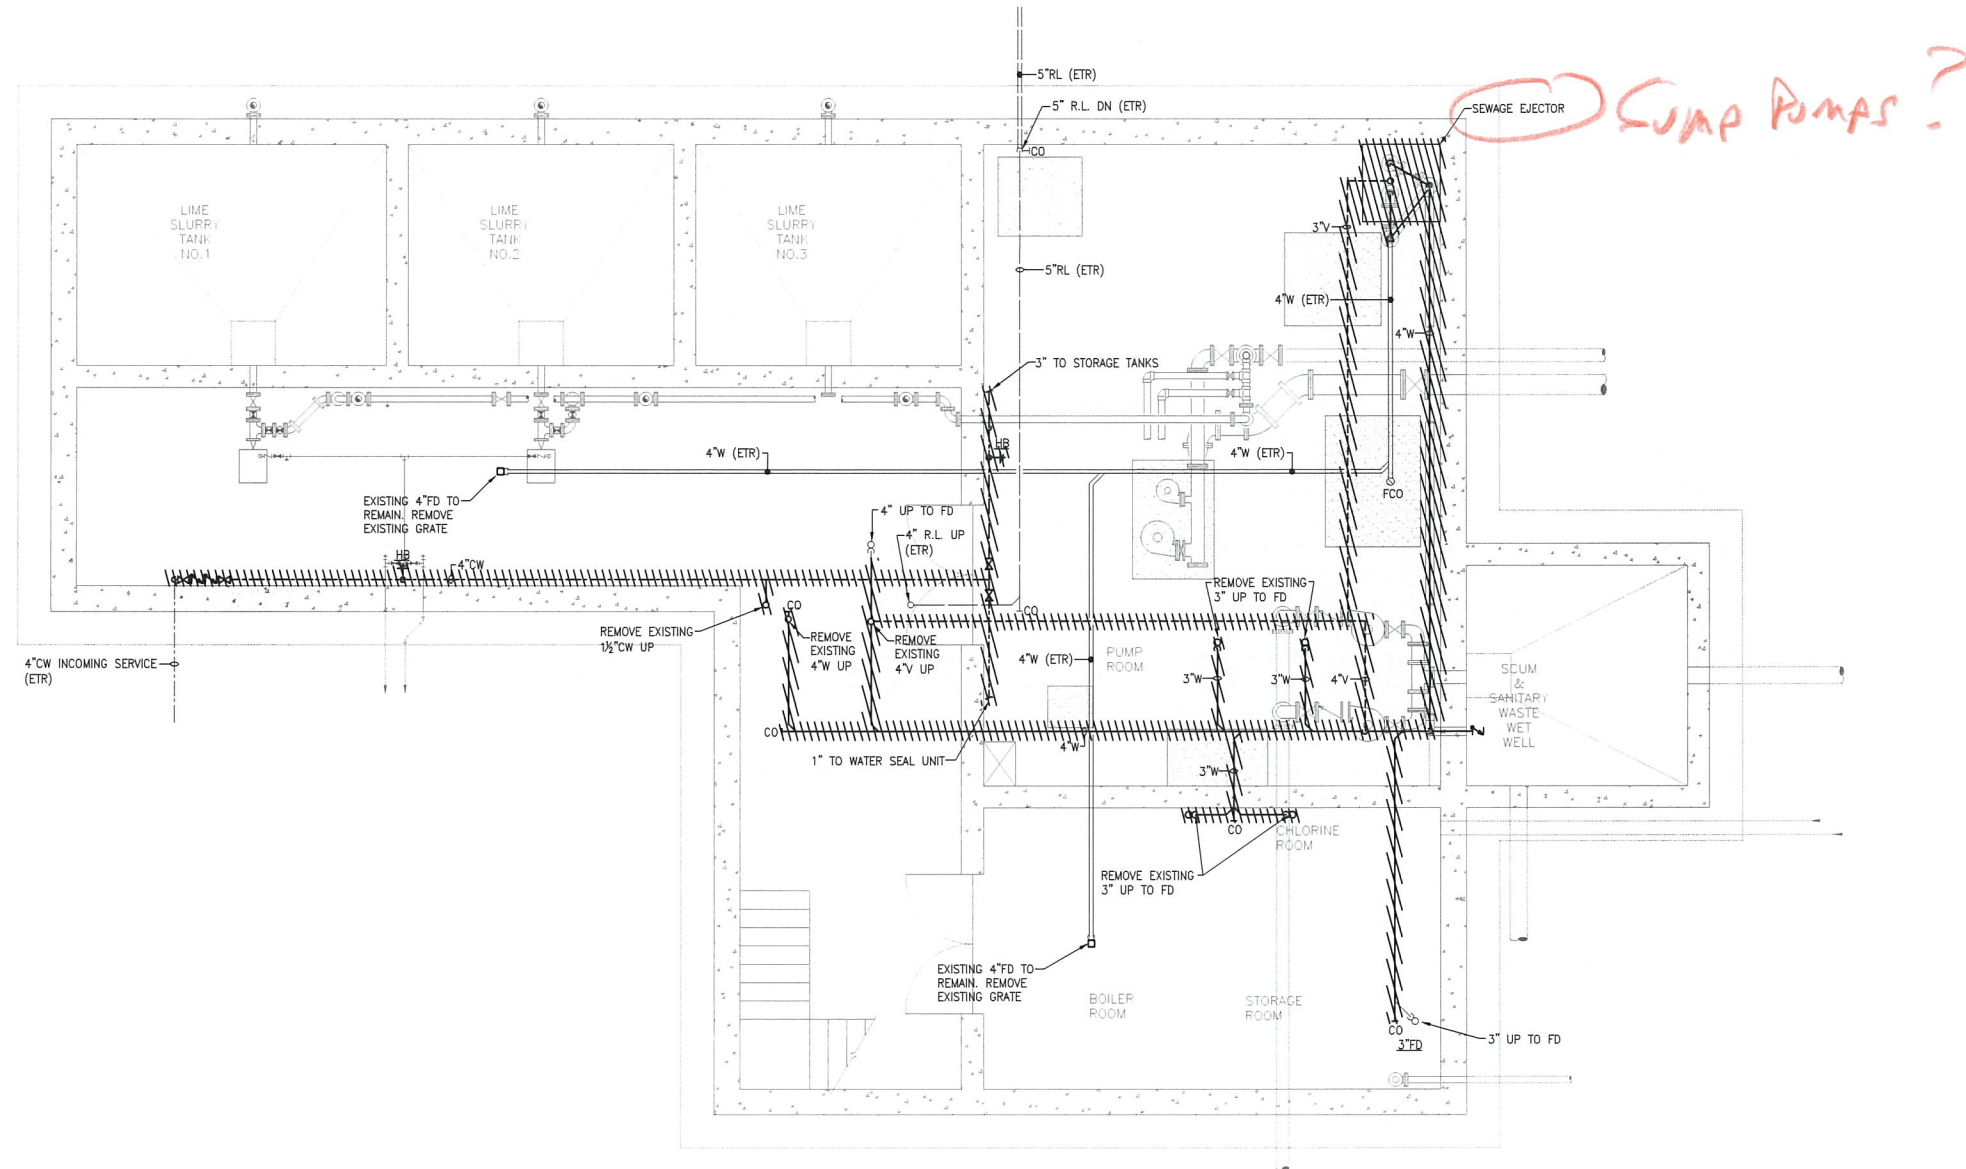 5"RL (ETR)
5" R.L. DN (ETR)
CO
SEWAGE EJECTOR
Sump Pumps ?
LIME
SLURRY
TANK
NO.1
LIME
SLURRY
TANK
NO.2
LIME
SLURRY
TANK
NO.3
3"V
5"RL (ETR)
4"W (ETR)
4"W
3" TO STORAGE TANKS
HB
4"W (ETR)
4"W (ETR)
FCO
EXISTING 4"FD TO
REMAIN. REMOVE
EXISTING GRATE
4" UP TO FD
4" R.L. UP
(ETR)
HB
4"CW
REMOVE EXISTING
3" UP TO FD
CO
CO
REMOVE EXISTING
1½"CW UP
REMOVE
EXISTING
4"W UP
REMOVE
EXISTING
4"V UP
4"W (ETR)
PUMP
ROOM
4"CW INCOMING SERVICE
(ETR)
3"W
3"W
4"V
SCUM
&
SANITARY
WASTE
WET
WELL
CO
4"W
1" TO WATER SEAL UNIT
3"W
CO
CHLORINE
ROOM
REMOVE EXISTING
3" UP TO FD
EXISTING 4"FD TO
REMAIN. REMOVE
EXISTING GRATE
BOILER
ROOM
STORAGE
ROOM
CO
3"FD
3" UP TO FD